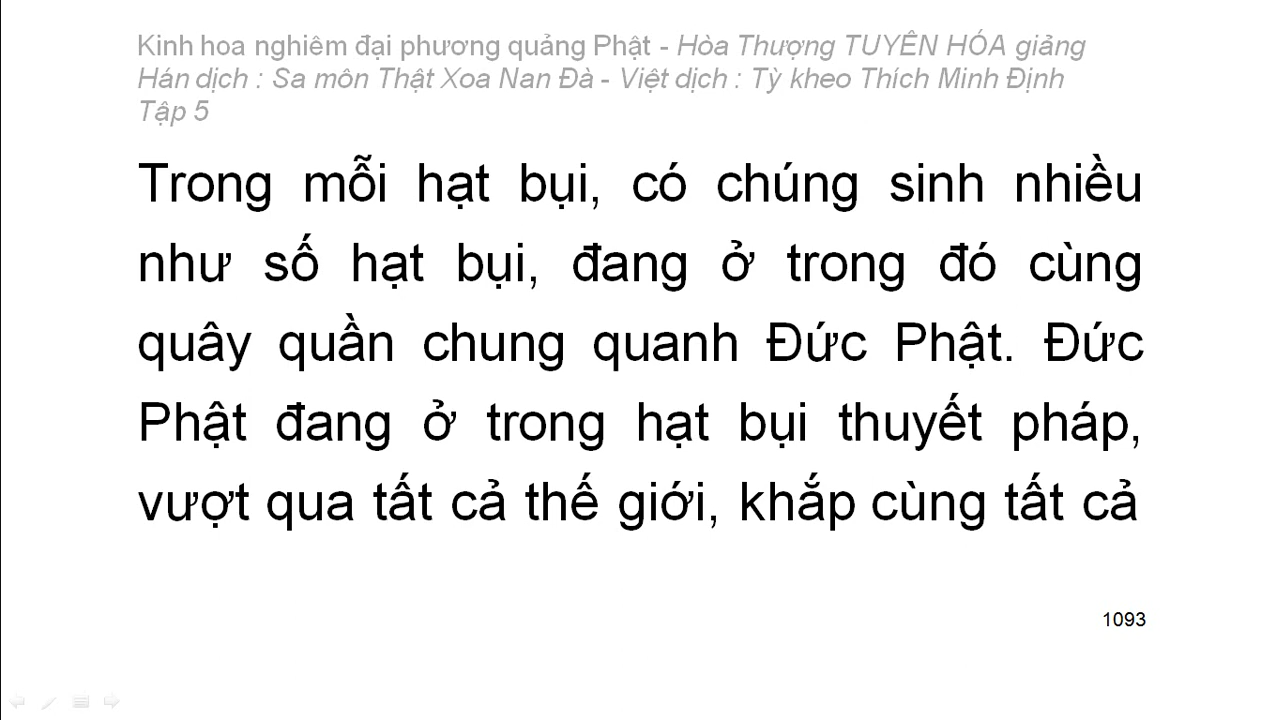 Kinh hoa nghiêm đại phương quảng Phật - Hòa Thượng TUYÊN HÓA giảng
Hán dịch : Sa môn Thật Xoa Nan Đà - Việt dịch : Tỳ kheo Thích Minh Định
Tập 5
Trong mỗi hạt bụi, có chúng sinh nhiều
như số hạt bụi, đang ở trong đó cùng
quây quần chung quanh Đức Phật. Đức
Phật đang ở trong hạt bụi thuyết pháp,
vượt qua tất cả thế giới, khắp cùng tất cả
1093